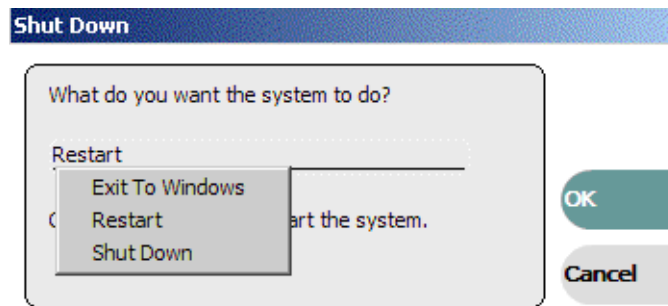 Shut Down
What do you want the system to do?
Restart
Exit To Windows
Restart
Shut Down
art the system.
OK
Cancel